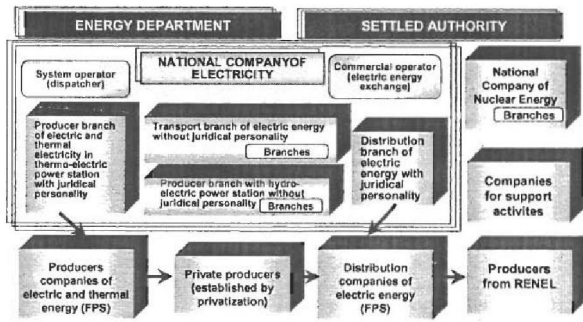 ENERGY DEPARTMENT
SETTLED AUTHORITY
NATIONAL COMPANYOF
ELECTRICITY
System operator
(dispatcher)
Commercial operator
(electric energy
exchange)
National
Company of
Nuclear Energy
Branches
Producer branch
of electric and
thermal
electricity in
thermo-electric
power station
with juridical
personality
Transport branch of electric energy
without juridical personality
Branches
Producer branch with hydro-
electric power station without
juridical personality
Branches
Distribution
branch of
electric
energy with
juridical
personality
Companies
for support
activites
Producers
companies of
electric and thermal
energy (FPS)
Private producers
(established by
privatization)
Distribution
companies of
electric energy (FPS)
Producers
from RENEL